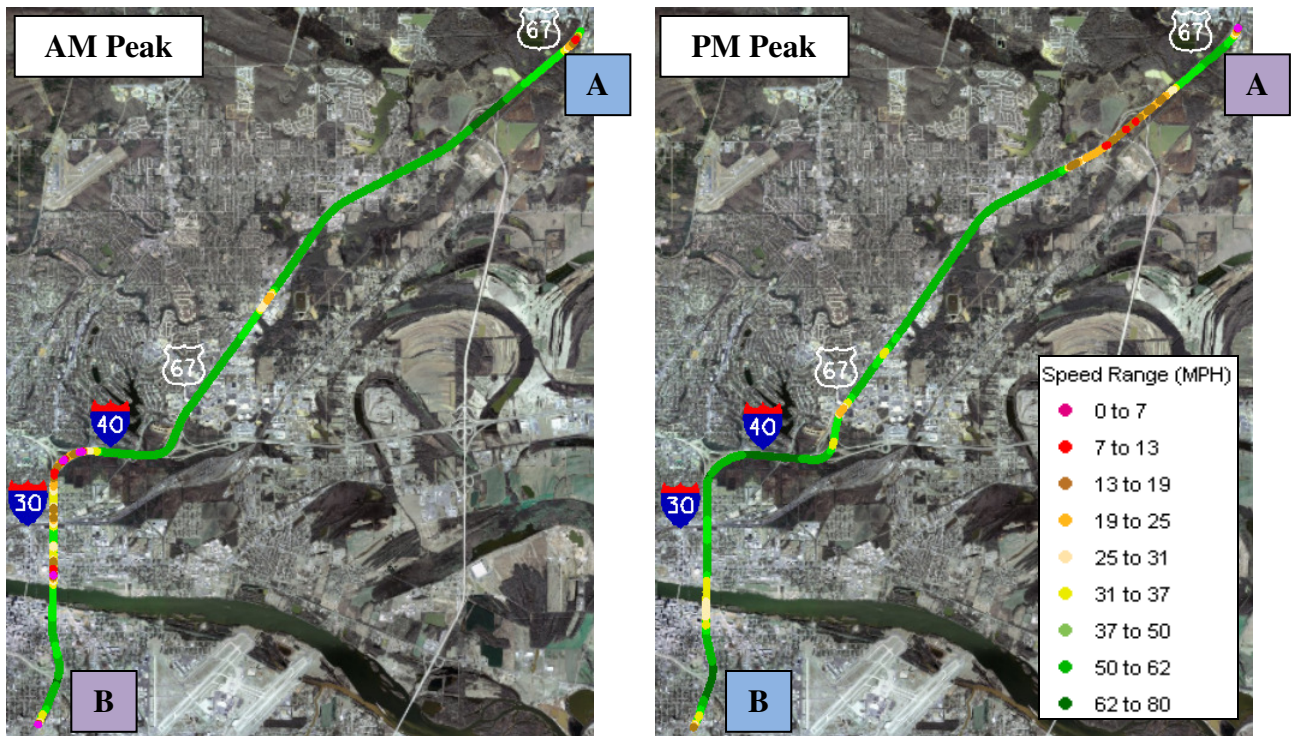 AM Peak
67
A
67
40
30
B
PM Peak
67
A
67
40
30
B
Speed Range (MPH)
0 to 7
7 to 13
13 to 19
19 to 25
25 to 31
31 to 37
37 to 50
50 to 62
62 to 80